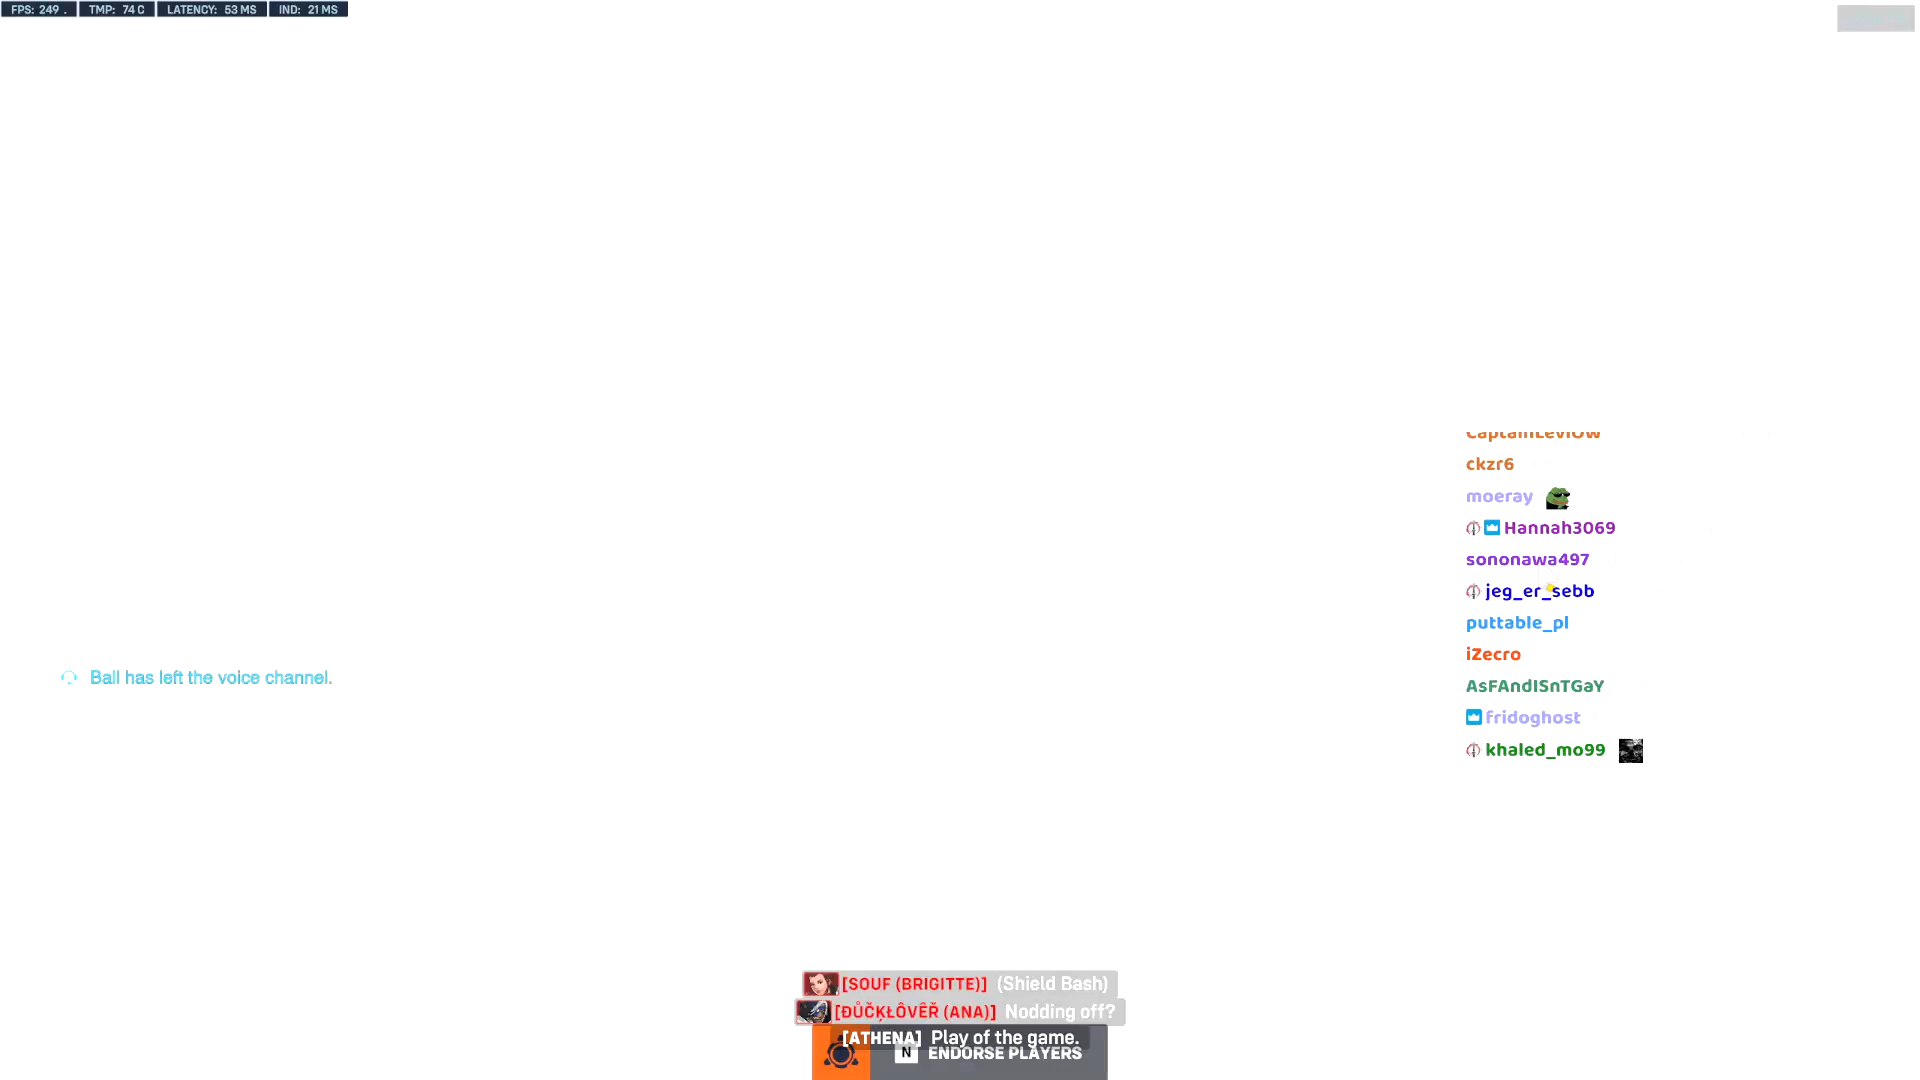 FPS: 249 . TMP: 74 C LATENCY: 53 MS IND: 21 MS
CaptainLeviOw
ckzr6
moeray
Hannah3069
sononawa497
jeg_er_sebb
puttable_pl
iZecro
AsFAndISnTGaY
fridoghost
khaled_mo99
Ball has left the voice channel.
[SOUF (BRIGITTE)] (Shield Bash)
[ĐŮČĶŁÔVÊŘ (ANA)] Nodding off?
[ATHENA] Play of the game.
N ENDORSE PLAYERS